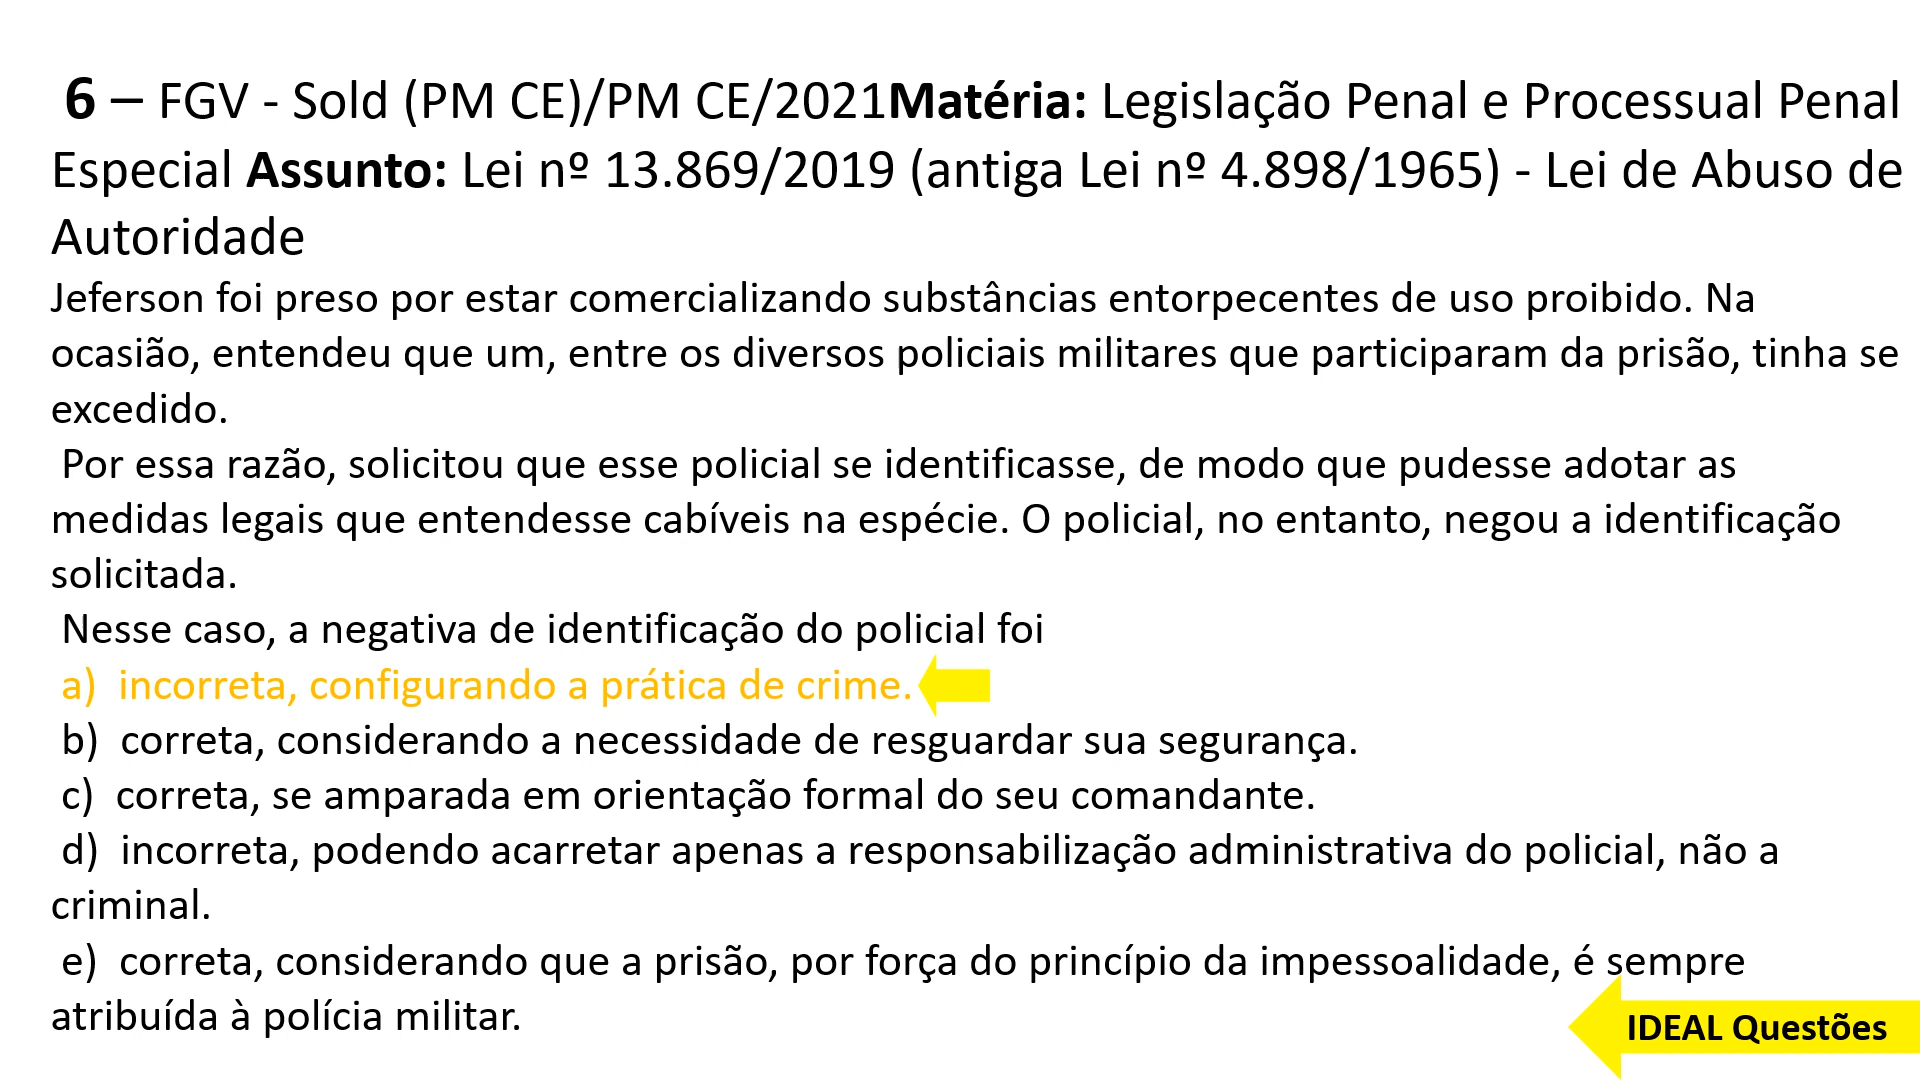 6 – FGV - Sold (PM CE)/PM CE/2021Matéria: Legislação Penal e Processual Penal
Especial Assunto: Lei nº 13.869/2019 (antiga Lei nº 4.898/1965) - Lei de Abuso de
Autoridade
Jeferson foi preso por estar comercializando substâncias entorpecentes de uso proibido. Na
ocasião, entendeu que um, entre os diversos policiais militares que participaram da prisão, tinha se
excedido.
Por essa razão, solicitou que esse policial se identificasse, de modo que pudesse adotar as
medidas legais que entendesse cabíveis na espécie. O policial, no entanto, negou a identificação
solicitada.
Nesse caso, a negativa de identificação do policial foi
a) incorreta, configurando a prática de crime.
b) correta, considerando a necessidade de resguardar sua segurança.
c) correta, se amparada em orientação formal do seu comandante.
d) incorreta, podendo acarretar apenas a responsabilização administrativa do policial, não a
criminal.
e) correta, considerando que a prisão, por força do princípio da impessoalidade, é sempre
atribuída à polícia militar.
IDEAL Questões